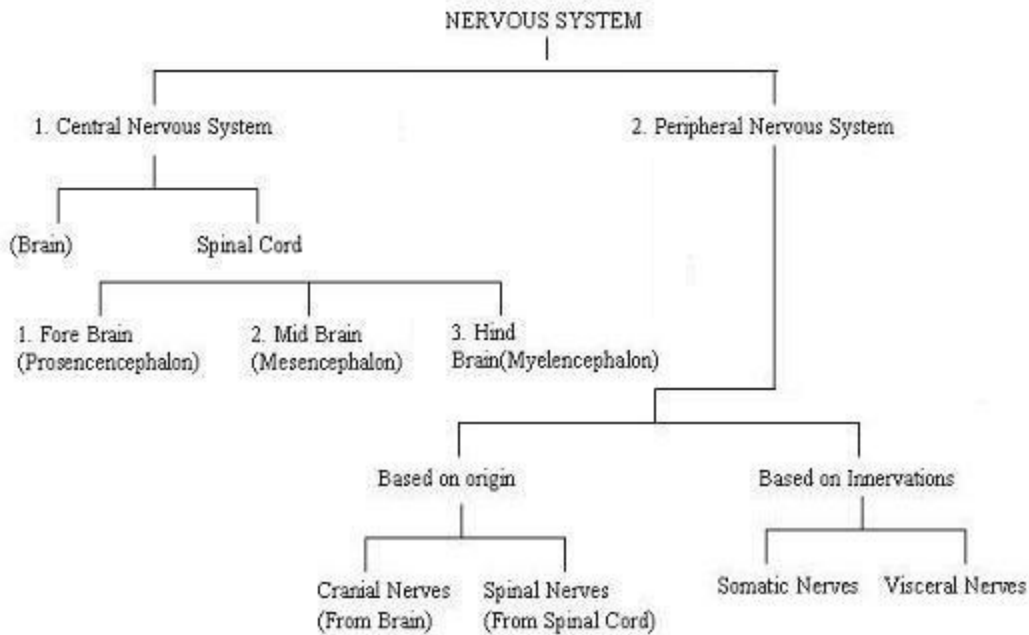 NERVOUS SYSTEM
1. Central Nervous System
2. Peripheral Nervous System
(Brain)
Spinal Cord
1. Fore Brain
(Prosencencephalon)
2. Mid Brain
(Mesencephalon)
3. Hind
Brain(Myelencephalon)
Based on origin
Based on Innervations
Cranial Nerves
(From Brain)
Spinal Nerves
(From Spinal Cord)
Somatic Nerves
Visceral Nerves